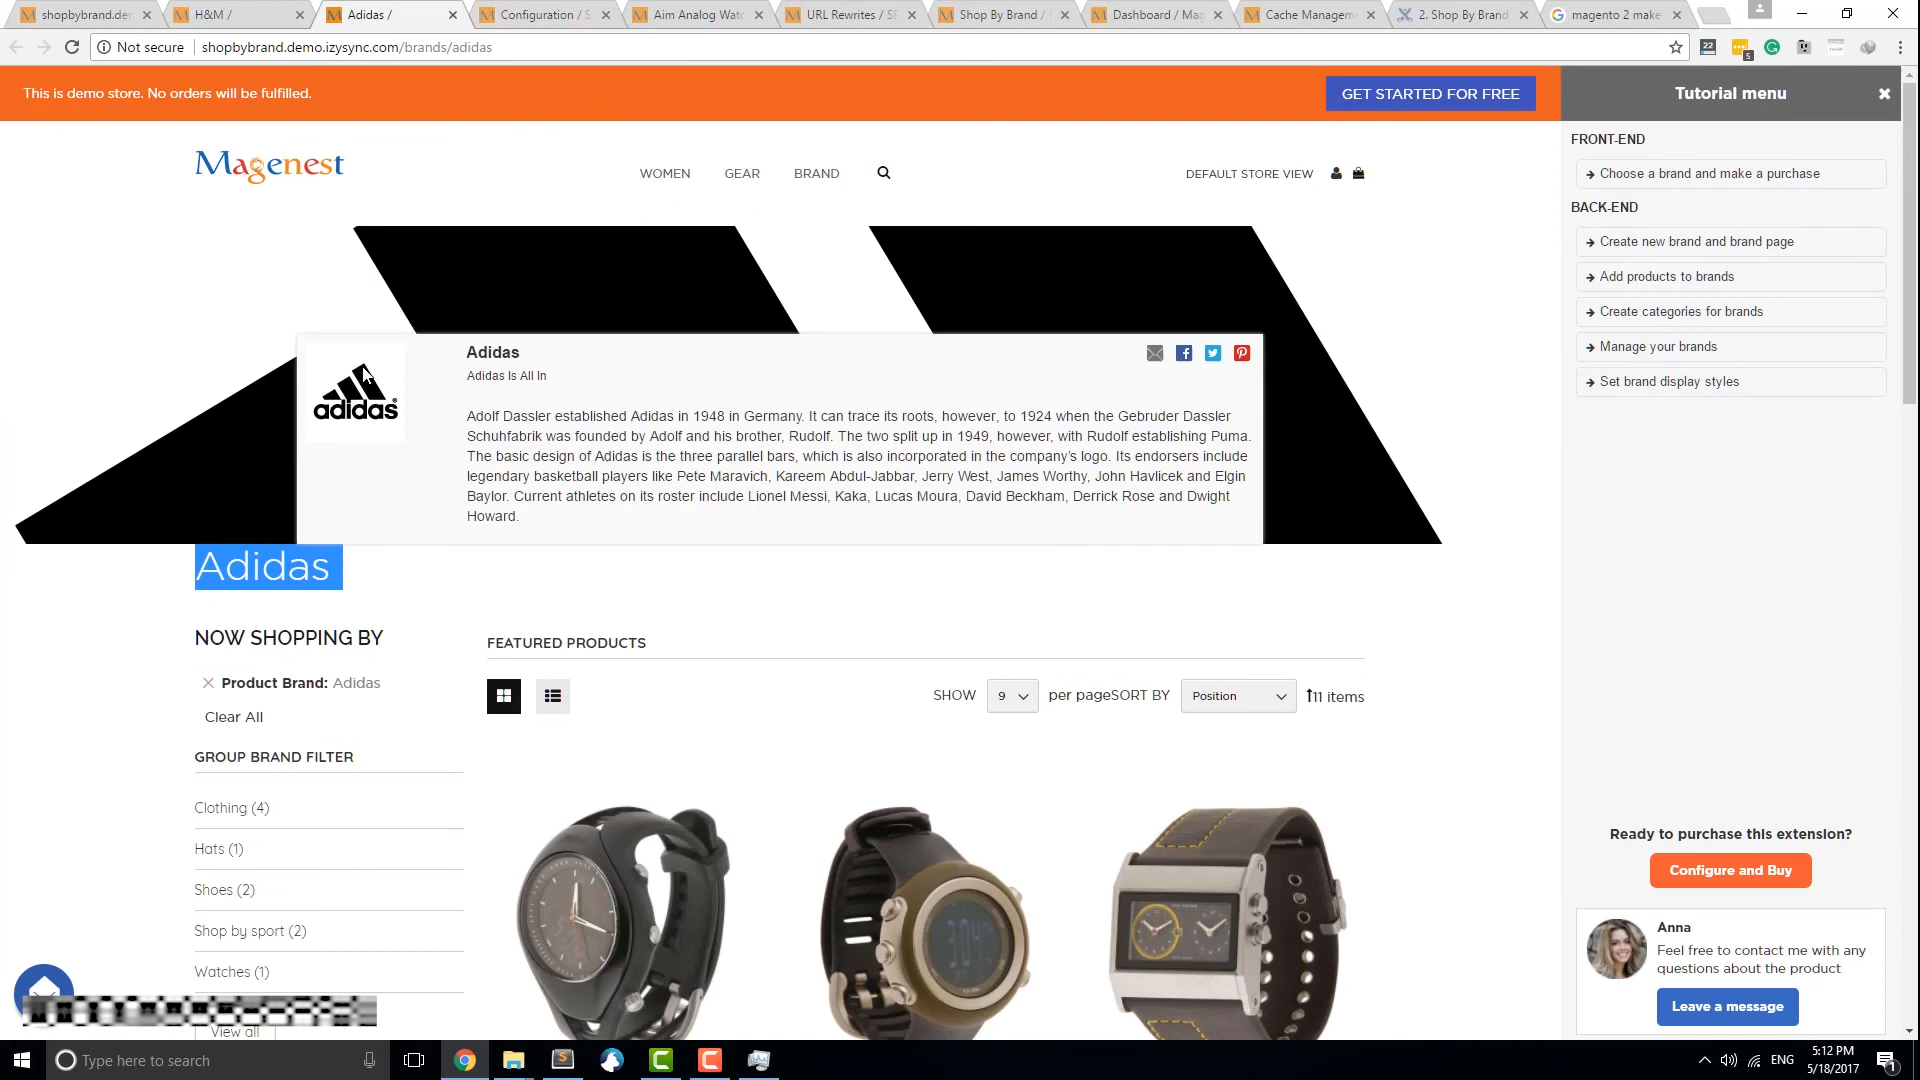 shopbybrand.der
H&M /
Adidas /
Configuration / S
Aim Analog Watc
URL Rewrites / SE
Shop By Brand /
Dashboard / Mag
Cache Managem
2. Shop By Brand
magento 2 make
Not secure
shopbybrand.demo.izysync.com/brands/adidas
22
5
This is demo store. No orders will be fulfilled.
GET STARTED FOR FREE
Tutorial menu
FRONT-END
Choose a brand and make a purchase
BACK-END
Create new brand and brand page
Add products to brands
Create categories for brands
Manage your brands
Set brand display styles
Magenest
WOMEN
GEAR
BRAND
DEFAULT STORE VIEW
adidas®
Adidas
Adidas Is All In
Adolf Dassler established Adidas in 1948 in Germany. It can trace its roots, however, to 1924 when the Gebruder Dassler
Schuhfabrik was founded by Adolf and his brother, Rudolf. The two split up in 1949, however, with Rudolf establishing Puma.
The basic design of Adidas is the three parallel bars, which is also incorporated in the company's logo. Its endorsers include
legendary basketball players like Pete Maravich, Kareem Abdul-Jabbar, Jerry West, James Worthy, John Havlicek and Elgin
Baylor. Current athletes on its roster include Lionel Messi, Kaka, Lucas Moura, David Beckham, Derrick Rose and Dwight
Howard.
Adidas
NOW SHOPPING BY
Product Brand: Adidas
Clear All
GROUP BRAND FILTER
Clothing (4)
Hats (1)
Shoes (2)
Shop by sport (2)
Watches (1)
View all
FEATURED PRODUCTS
SHOW 9 per page
SORT BY Position
11 items
Ready to purchase this extension?
Configure and Buy
Anna
Feel free to contact me with any
questions about the product
Leave a message
Type here to search
ENG
5:12 PM
5/18/2017
1